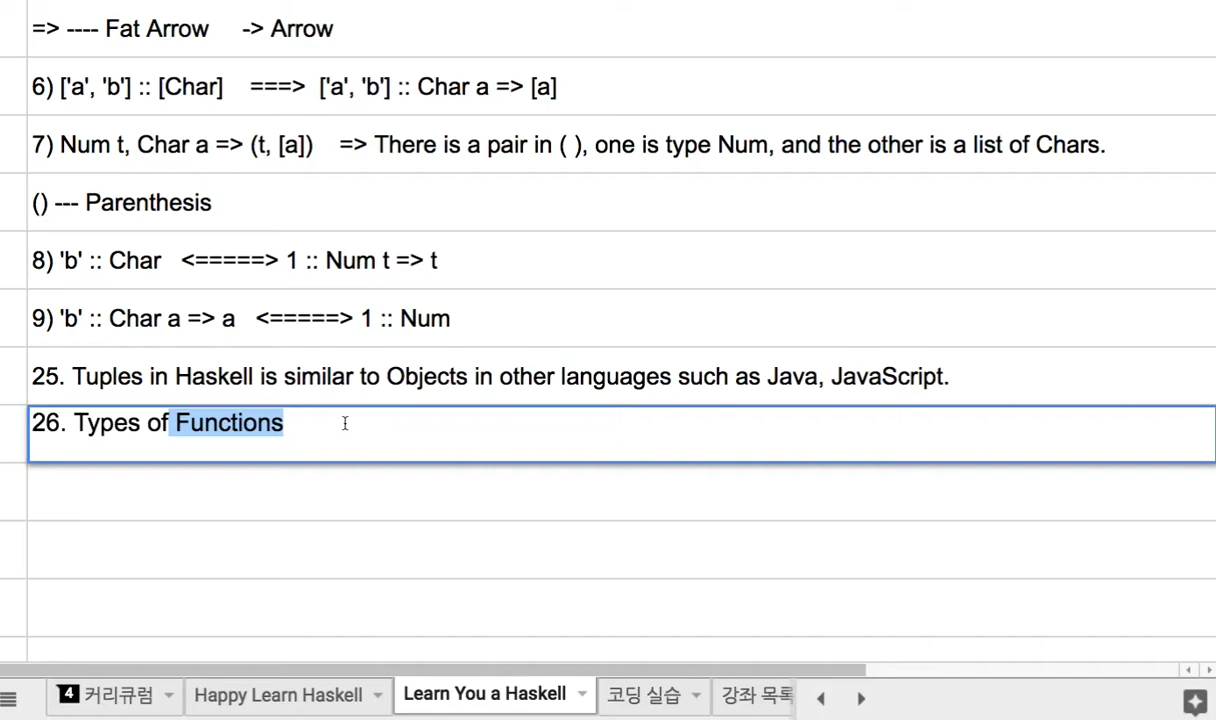 => ---- Fat Arrow -> Arrow
6) ['a', 'b'] :: [Char] ===> ['a', 'b'] :: Char a => [a]
7) Num t, Char a => (t, [a]) => There is a pair in ( ), one is type Num, and the other is a list of Chars.
() --- Parenthesis
8) 'b' :: Char <=====> 1 :: Num t => t
9) 'b' :: Char a => a <=====> 1 :: Num
25. Tuples in Haskell is similar to Objects in other languages such as Java, JavaScript.
26. Types of Functions
4 커리큐럼 Happy Learn Haskell Learn You a Haskell 코딩 실습 강좌 목록